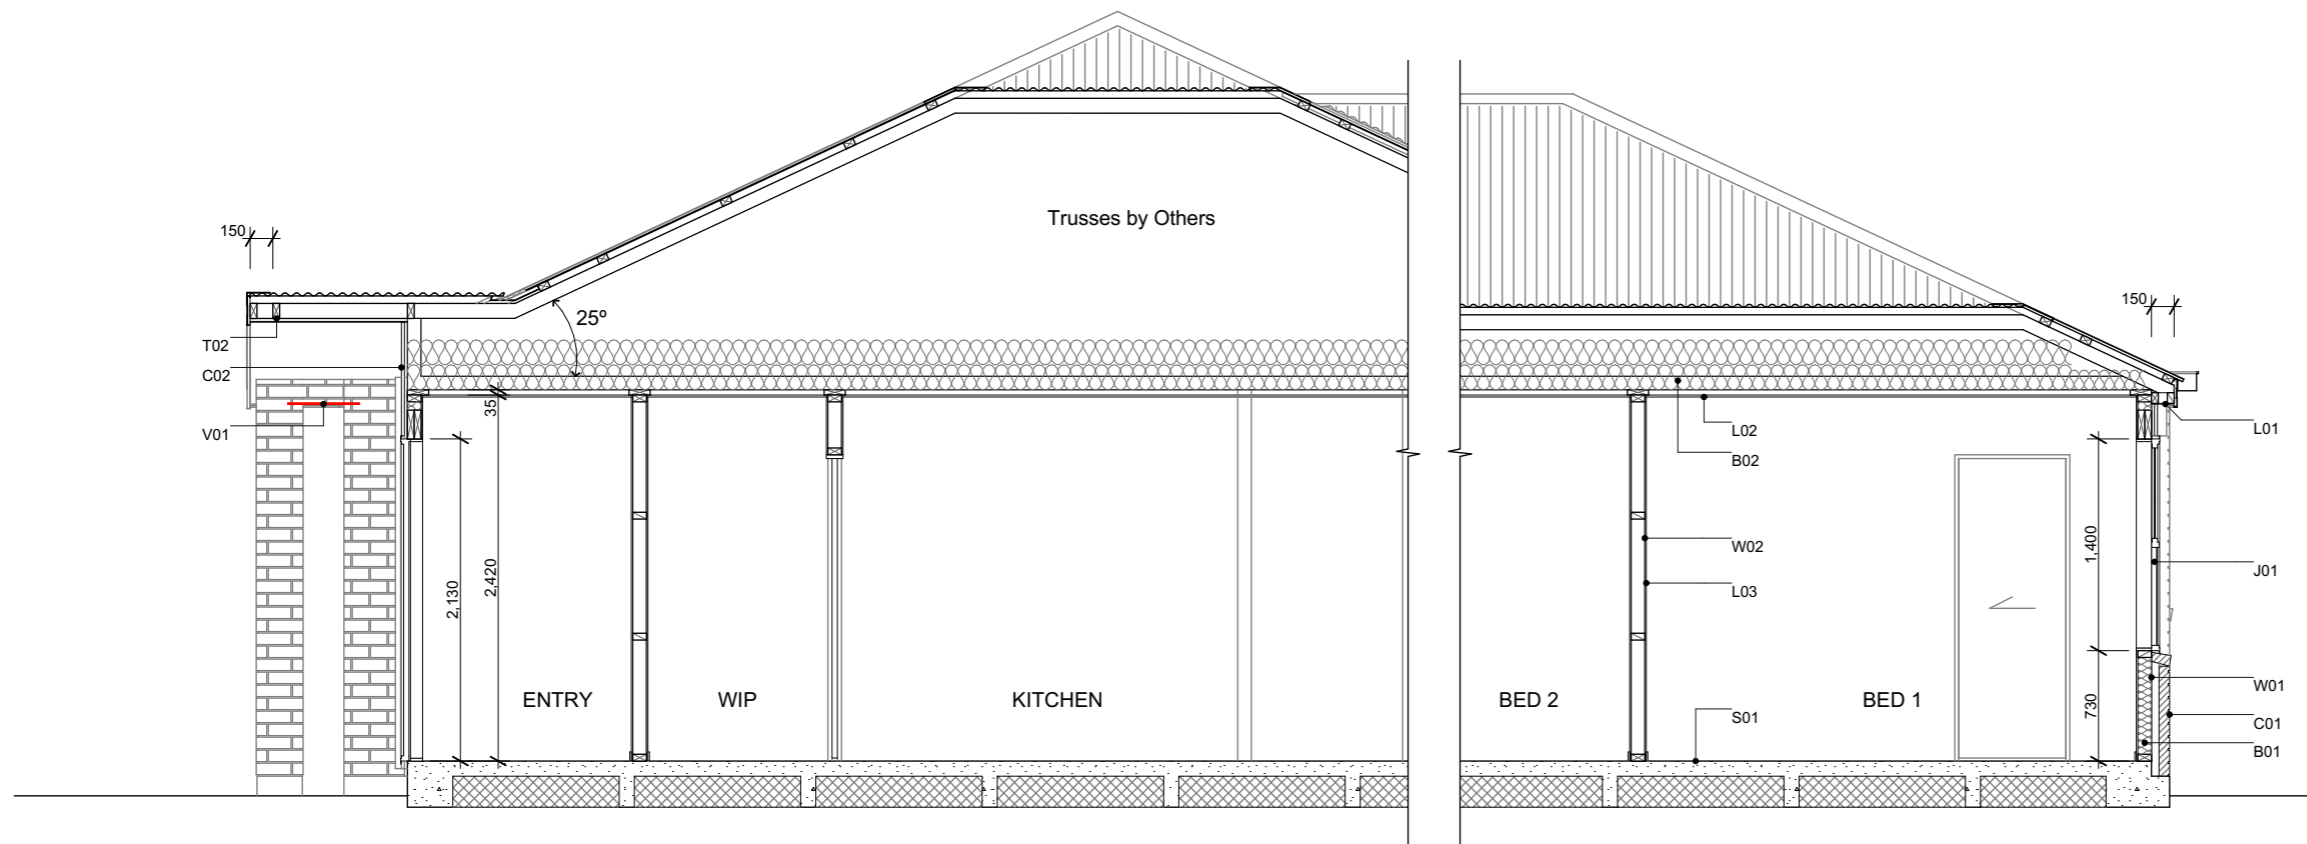 Trusses by Others
150
25º
150
T02
C02
V01
35
2,130
2,420
L02
B02
L01
W02
L03
1,400
J01
ENTRY
WIP
KITCHEN
BED 2
BED 1
S01
730
W01
C01
B01